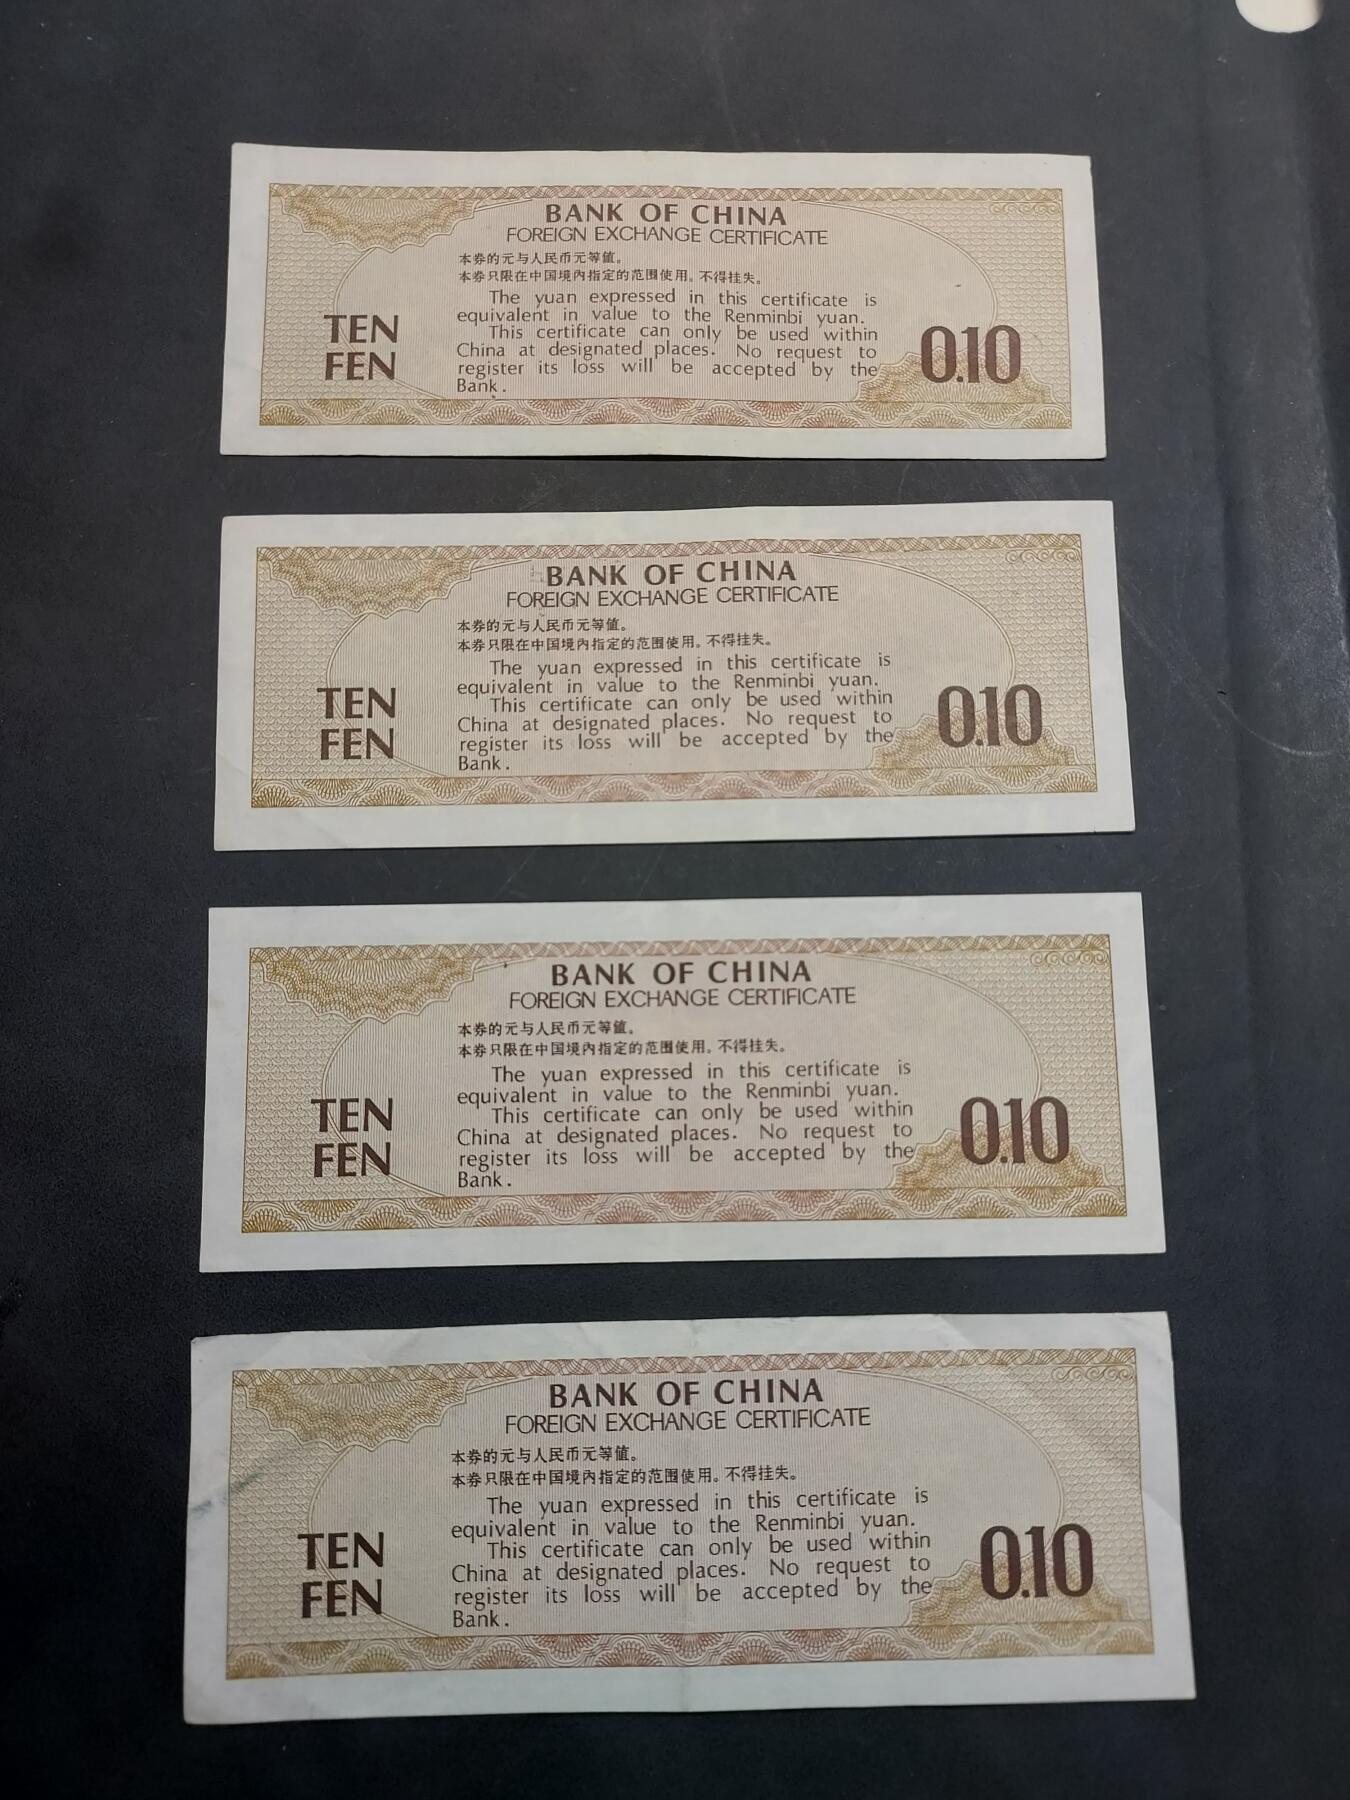 BANK OF CHINA
FOREIGN EXCHANGE CERTIFICATE
本券的元与人民币元等值。
本券只限在中国境内指定的范围使用。不得挂失。
The yuan expressed in this certificate is
equivalent in value to the Renminbi yuan.
This certificate can only be used within
China at designated places. No request to
register its loss will be accepted by the
Bank.
TEN
FEN
0.10
BANK OF CHINA
FOREIGN EXCHANGE CERTIFICATE
本券的元与人民币元等值。
本券只限在中国境内指定的范围使用。不得挂失。
The yuan expressed in this certificate is
equivalent in value to the Renminbi yuan.
This certificate can only be used within
China at designated places. No request to
register its loss will be accepted by the
Bank.
TEN
FEN
0.10
BANK OF CHINA
FOREIGN EXCHANGE CERTIFICATE
本券的元与人民币元等值。
本券只限在中国境内指定的范围使用。不得挂失。
The yuan expressed in this certificate is
equivalent in value to the Renminbi yuan.
This certificate can only be used within
China at designated places. No request to
register its loss will be accepted by the
Bank.
TEN
FEN
0.10
BANK OF CHINA
FOREIGN EXCHANGE CERTIFICATE
本券的元与人民币元等值。
本券只限在中国境内指定的范围使用。不得挂失。
The yuan expressed in this certificate is
equivalent in value to the Renminbi yuan.
This certificate can only be used within
China at designated places. No request to
register its loss will be accepted by the
Bank.
TEN
FEN
0.10